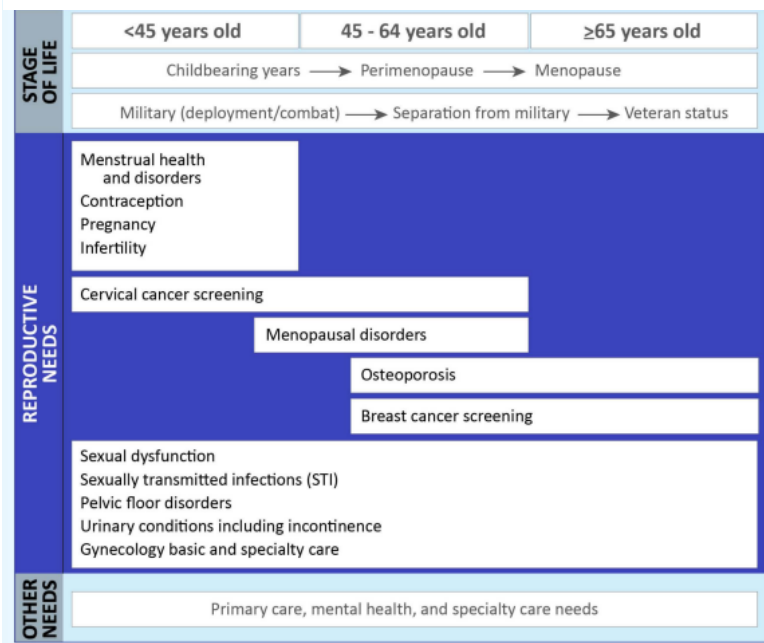 STAGE
OF LIFE
<45 years old
45 - 64 years old
≥65 years old
Childbearing years → Perimenopause → Menopause
Military (deployment/combat) → Separation from military → Veteran status
REPRODUCTIVE
NEEDS
Menstrual health
and disorders
Contraception
Pregnancy
Infertility
Cervical cancer screening
Menopausal disorders
Osteoporosis
Breast cancer screening
Sexual dysfunction
Sexually transmitted infections (STI)
Pelvic floor disorders
Urinary conditions including incontinence
Gynecology basic and specialty care
OTHER
NEEDS
Primary care, mental health, and specialty care needs